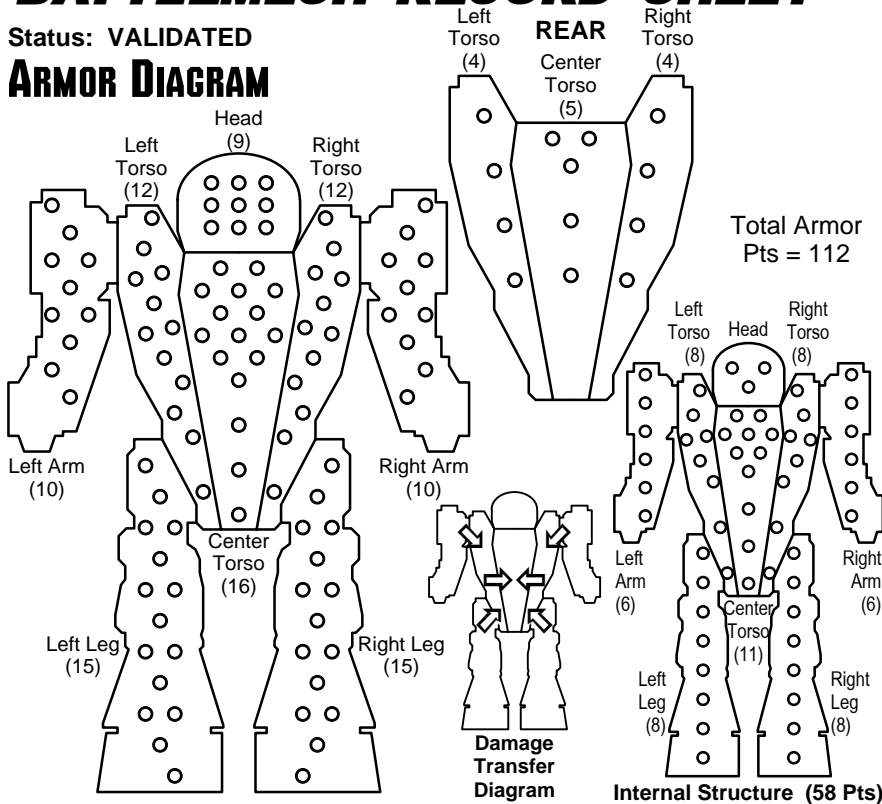 Status: VALIDATED
ARMOR DIAGRAM
REAR
Left
Torso
(4)
Center
Torso
(5)
Right
Torso
(4)
Head
(9)
Left
Torso
(12)
Right
Torso
(12)
Total Armor
Pts = 112
Left Arm
(10)
Right Arm
(10)
Center
Torso
(16)
Left Leg
(15)
Right Leg
(15)
Damage
Transfer
Diagram
Left
Torso
(8)
Head
Right
Torso
(8)
Left
Arm
(6)
Right
Arm
(6)
Center
Torso
(11)
Left
Leg
(8)
Right
Leg
(8)
Internal Structure (58 Pts)